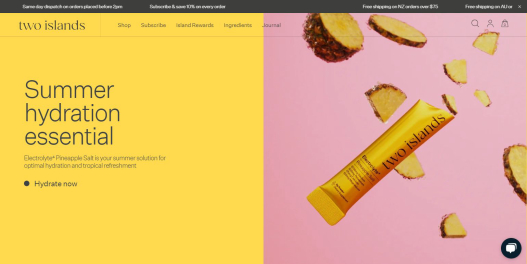 Same day dispatch on orders placed before 2pm
Subscribe & save 10% on every order
Free shipping on NZ orders over $75
Free shipping on AU or
two islands
Shop
Subscribe
Island Rewards
Ingredients
Journal
Summer
hydration
essential
Electrolyte+ Pineapple Salt is your summer solution for
optimal hydration and tropical refreshment
Hydrate now
two islands
Electrolyte+